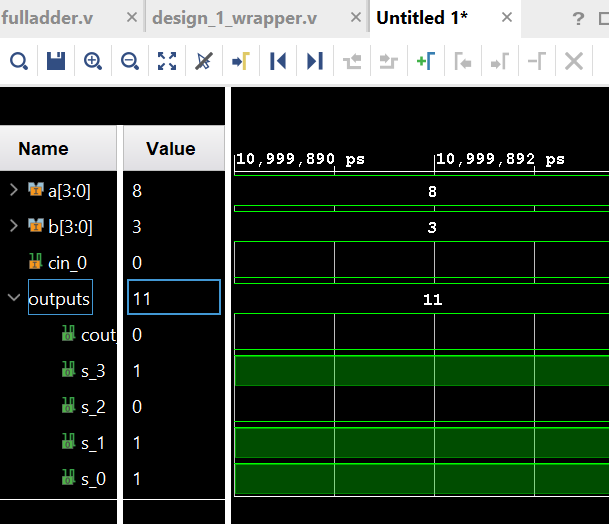 fulladder.v × design_1_wrapper.v × Untitled 1* × ?
Name Value
10,999,890 ps 10,999,892 ps
a[3:0] 8 8
b[3:0] 3 3
cin_0 0
outputs 11 11
cout_ 0
s_3 1
s_2 0
s_1 1
s_0 1